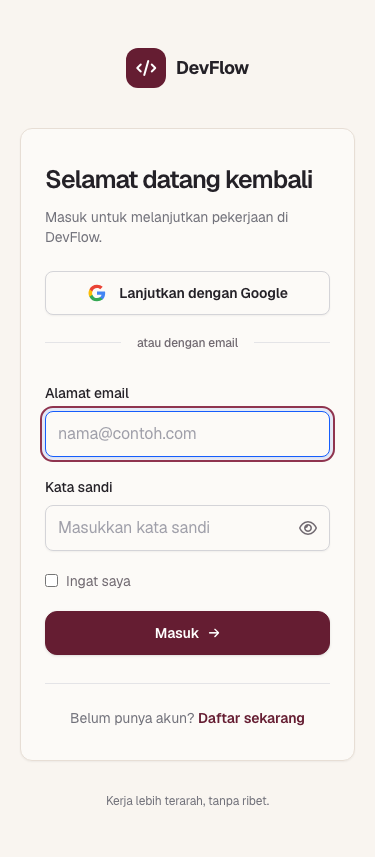 DevFlow
Selamat datang kembali
Masuk untuk melanjutkan pekerjaan di
DevFlow.
Lanjutkan dengan Google
atau dengan email
Alamat email
nama@contoh.com
Kata sandi
Masukkan kata sandi
Ingat saya
Masuk →
Belum punya akun? Daftar sekarang
Kerja lebih terarah, tanpa ribet.